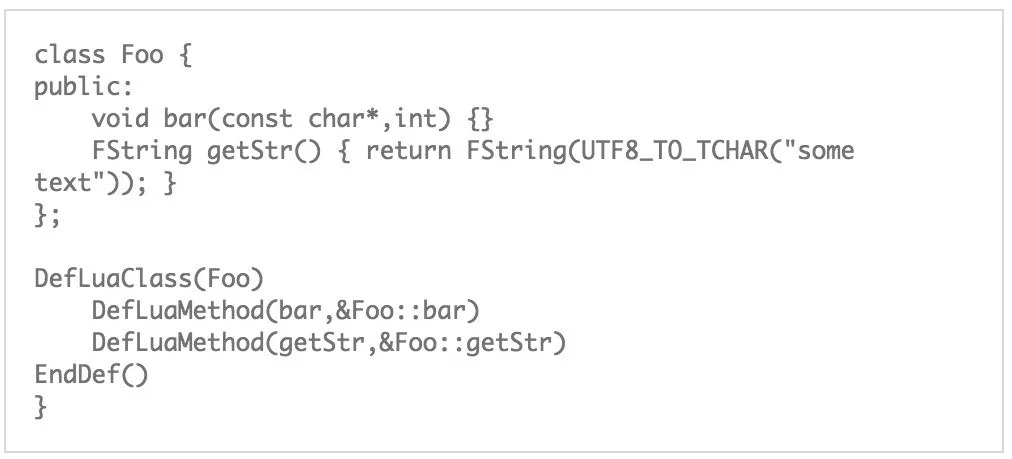 class Foo {
public:
    void bar(const char*,int) {}
    FString getStr() { return FString(UTF8_TO_TCHAR("some
text")); }
};

DefLuaClass(Foo)
    DefLuaMethod(bar,&Foo::bar)
    DefLuaMethod(getStr,&Foo::getStr)
EndDef()
}